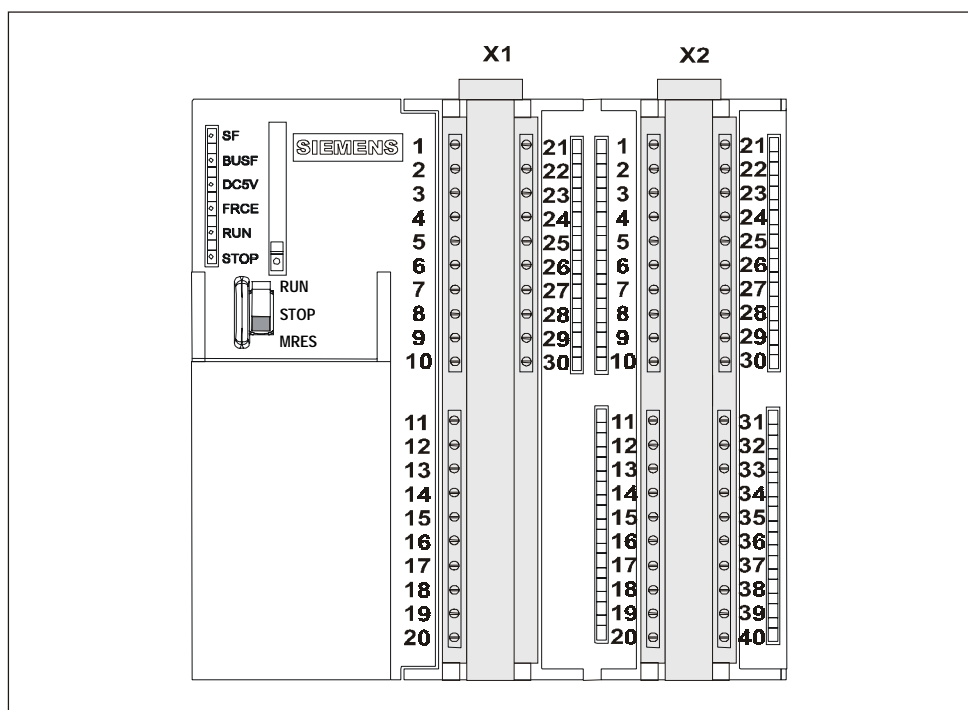 X1 X2
SF
BUSF
DC5V
FRCE
RUN
STOP
SIEMENS
RUN
STOP
MRES
1 21 1 21
2 22 2 22
3 23 3 23
4 24 4 24
5 25 5 25
6 26 6 26
7 27 7 27
8 28 8 28
9 29 9 29
10 30 10 30
11 11 31
12 12 32
13 13 33
14 14 34
15 15 35
16 16 36
17 17 37
18 18 38
19 19 39
20 20 40